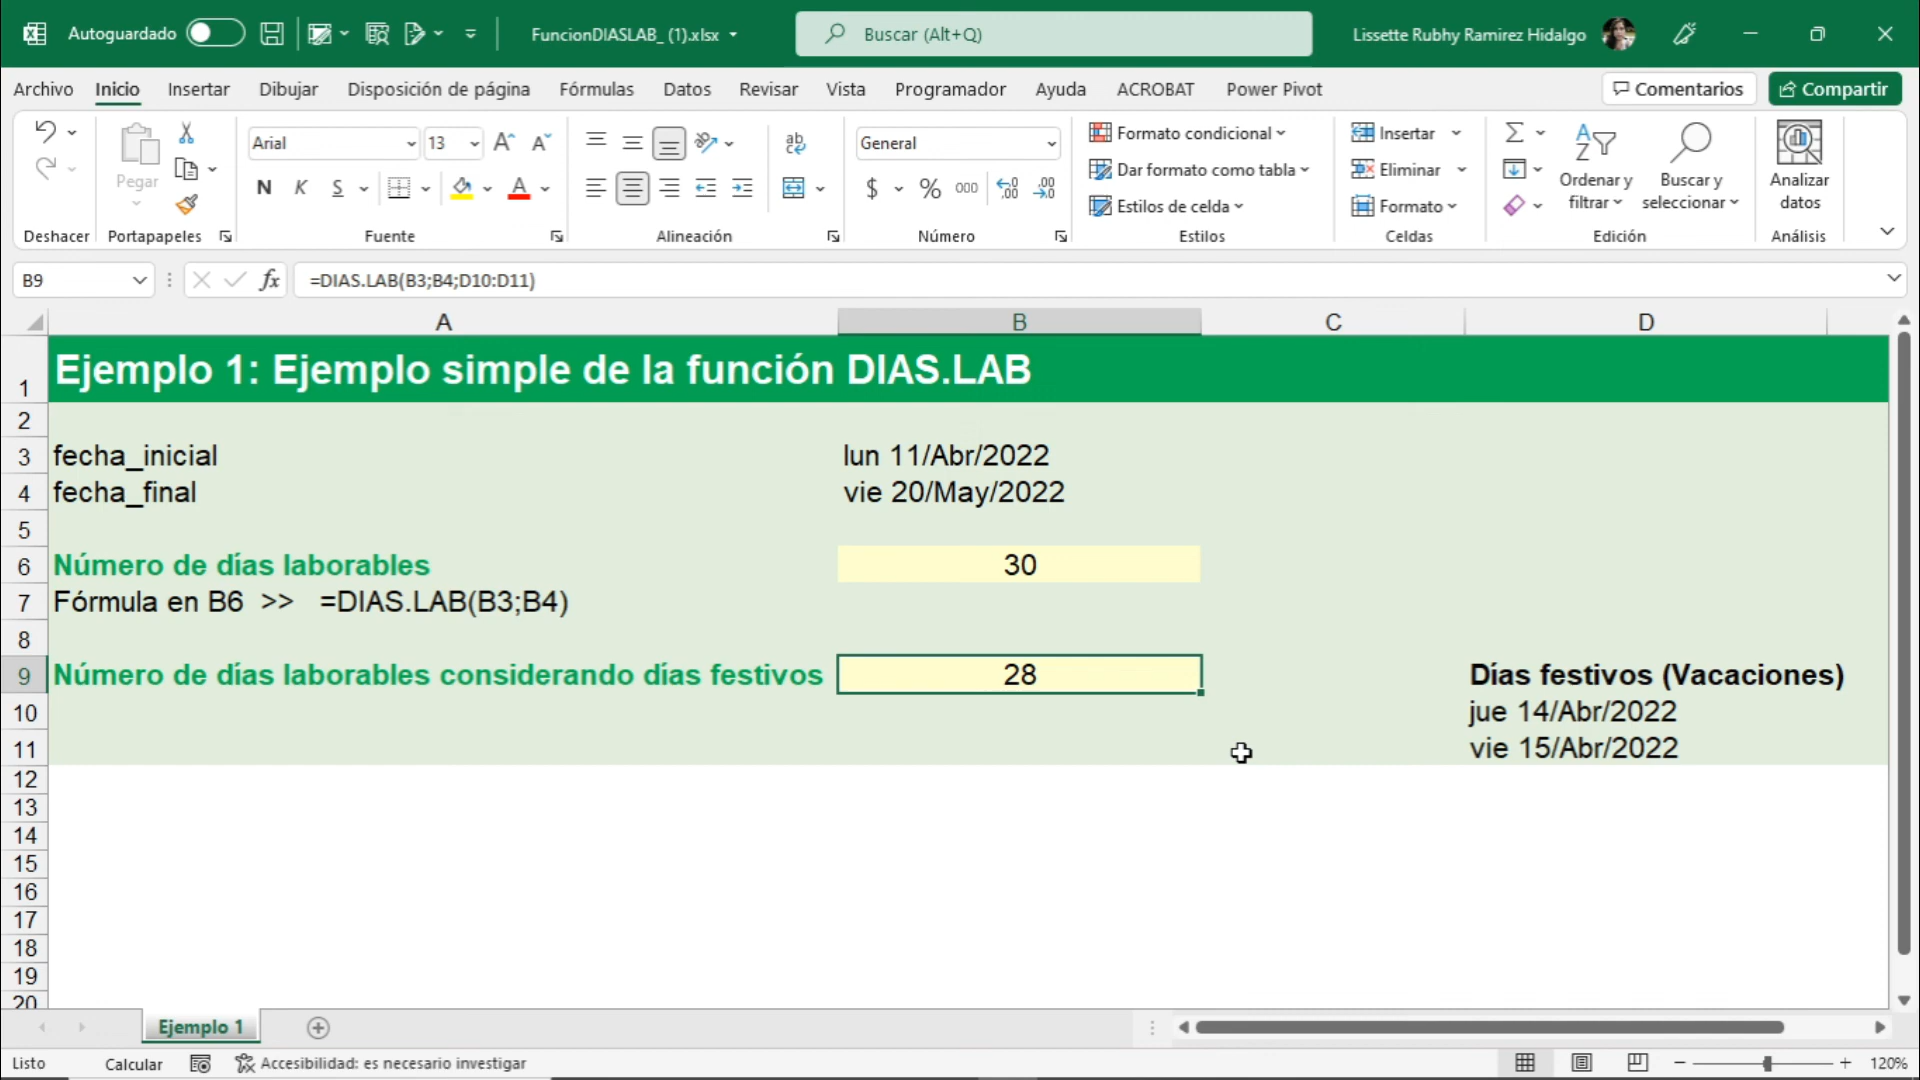 Autoguardado
FuncionDIASLAB_ (1).xlsx
Buscar (Alt+Q)
Lissette Rubhy Ramirez Hidalgo
Archivo Inicio Insertar Dibujar Disposición de página Fórmulas Datos Revisar Vista Programador Ayuda ACROBAT Power Pivot Comentarios Compartir
Pegar
Arial 13
N K S
ab
General
$ % 000
Formato condicional
Dar formato como tabla
Estilos de celda
Insertar
Eliminar
Formato
Ordenar y
filtrar
Buscar y
seleccionar
Analizar
datos
Deshacer Portapapeles Fuente Alineación Número Estilos Celdas Edición Análisis
B9 fx =DIAS.LAB(B3;B4;D10:D11)
A B C D
1 Ejemplo 1: Ejemplo simple de la función DIAS.LAB
2
3 fecha_inicial lun 11/Abr/2022
4 fecha_final vie 20/May/2022
5
6 Número de días laborables 30
7 Fórmula en B6 >> =DIAS.LAB(B3;B4)
8
9 Número de días laborables considerando días festivos 28 Días festivos (Vacaciones)
10 jue 14/Abr/2022
11 vie 15/Abr/2022
12
13
14
15
16
17
18
19
20
Ejemplo 1
Listo Calcular Accesibilidad: es necesario investigar 120%